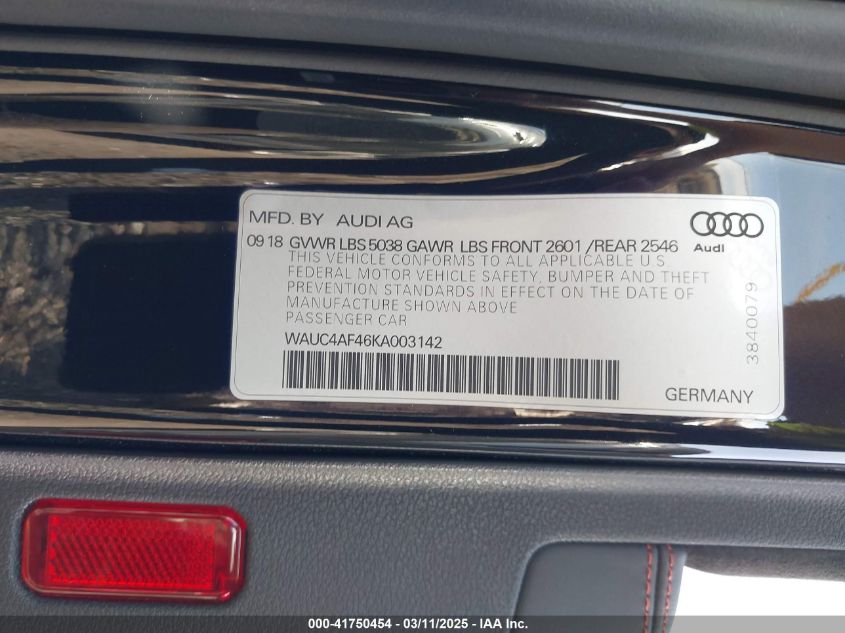 MFD. BY AUDI AG
Audi
09 18 GVWR LBS 5038 GAWR LBS FRONT 2601 /REAR 2546
THIS VEHICLE CONFORMS TO ALL APPLICABLE U S
FEDERAL MOTOR VEHICLE SAFETY, BUMPER AND THEFT
PREVENTION STANDARDS IN EFFECT ON THE DATE OF
MANUFACTURE SHOWN ABOVE
PASSENGER CAR
WAUC4AF46KA003142
3840079
GERMANY
000-41750454 - 03/11/2025 - IAA Inc.